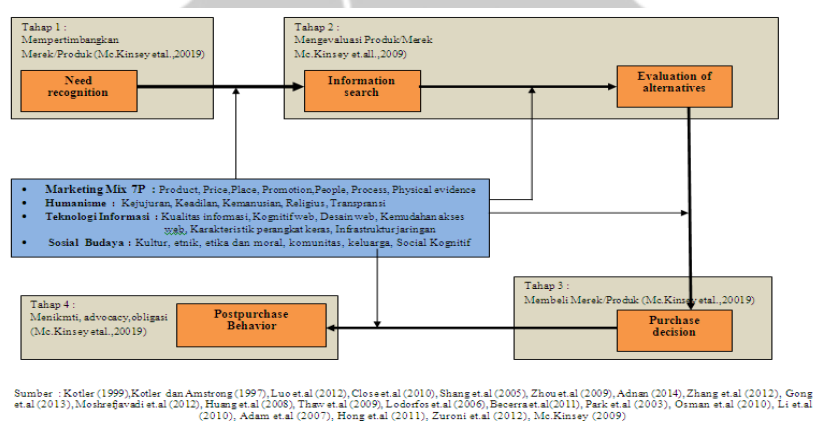 Tahap 1 :
Mempertimbangkan
Merek/Produk (Mc.Kinsey etal.,20019)
Need
recognition
Tahap 2 :
Mengevaluasi Produk/Merek
Mc.Kinsey et.all.,2009)
Information
search
Evaluation of
alternatives
• Marketing Mix 7P : Product, Price,Place, Promotion,People, Process, Physical evidence
• Humanisme : Kejujuran, Keadilan, Kemanusian, Religius, Transpransi
• Teknologi Informasi : Kualitas informasi, Kognitif web, Desain web, Kemudahan akses
web, Karakteristik perangkat keras, Infrastruktur jaringan
• Sosial Budaya : Kultur, etnik, etika dan moral, komunitas, keluarga, Social Kognitif
Tahap 3 :
Membeli Merek/Produk (Mc.Kinsey etal.,20019)
Purchase
decision
Tahap 4 :
Menikmti, advocacy,obligasi
(Mc.Kinsey etal.,20019)
Postpurchase
Behavior
Sumber : Kotler (1999),Kotler dan Amstrong (1997), Luo et.al (2012), Close et.al (2010), Shang et.al (2005), Zhou et.al (2009), Adnan (2014), Zhang et.al (2012), Gong
et.al (2013), Moshrefjavadi et.al (2012), Huang et.al (2008), Thaw et.al (2009), Lodorfos et.al (2006), Becerra et.al(2011), Park et.al (2003), Osman et.al (2010), Li et.al
(2010), Adam et.al (2007), Hong et.al (2011), Zuroni et.al (2012), Mc.Kinsey (2009)